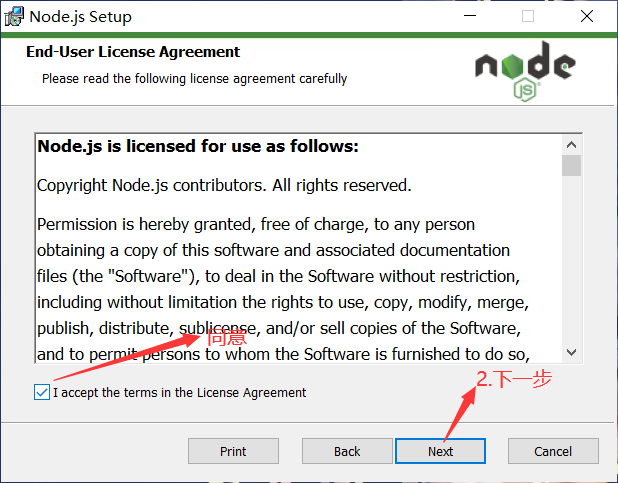 Node.js Setup
End-User License Agreement
Please read the following license agreement carefully
node
JS
Node.js is licensed for use as follows:
Copyright Node.js contributors. All rights reserved.
Permission is hereby granted, free of charge, to any person
obtaining a copy of this software and associated documentation
files (the "Software"), to deal in the Software without restriction,
including without limitation the rights to use, copy, modify, merge,
publish, distribute, sublicense, and/or sell copies of the Software,
同意
and to permit persons to whom the Software is furnished to do so,
2.下一步
I accept the terms in the License Agreement
Print
Back
Next
Cancel